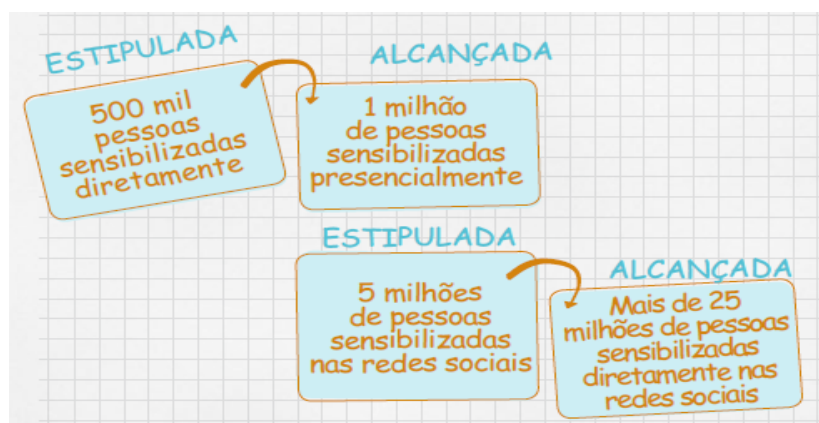 ESTIPULADA
500 mil
pessoas
sensibilizadas
diretamente
ALCANÇADA
1 milhão
de pessoas
sensibilizadas
presencialmente
ESTIPULADA
5 milhões
de pessoas
sensibilizadas
nas redes sociais
ALCANÇADA
Mais de 25
milhões de pessoas
sensibilizadas
diretamente nas
redes sociais